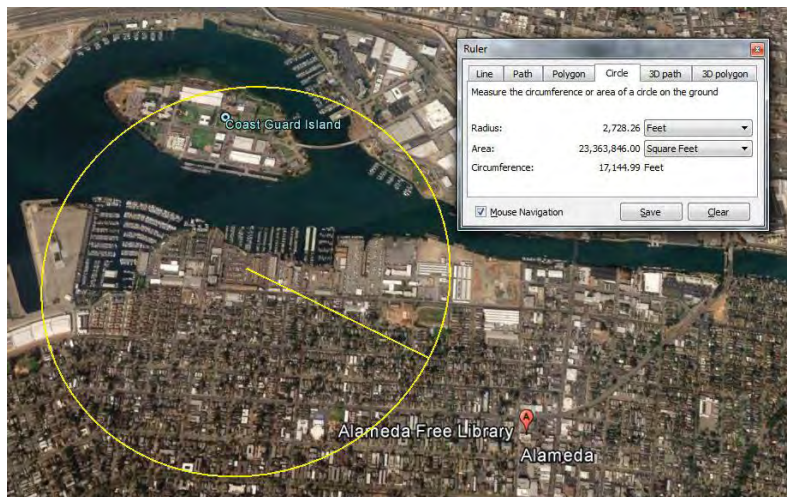 Ruler
Line Path Polygon Circle 3D path 3D polygon
Measure the circumference or area of a circle on the ground
Radius: 2,728.26 Feet
Area: 23,363,846.00 Square Feet
Circumference: 17,144.99 Feet
Mouse Navigation Save Clear
Coast Guard Island
A
Alameda Free Library
Alameda